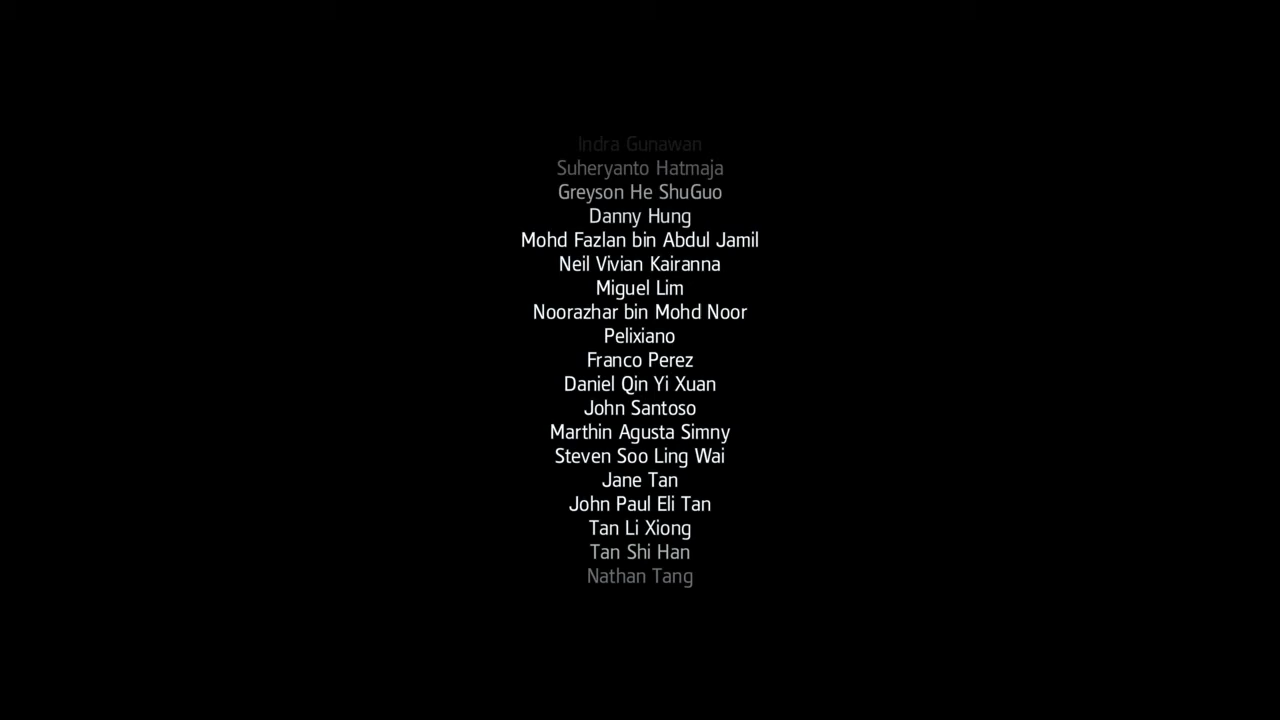 Indra Gunawan
Suheryanto Hatmaja
Greyson He ShuGuo
Danny Hung
Mohd Fazlan bin Abdul Jamil
Neil Vivian Kairanna
Miguel Lim
Noorazhar bin Mohd Noor
Pelixiano
Franco Perez
Daniel Qin Yi Xuan
John Santoso
Marthin Agusta Simny
Steven Soo Ling Wai
Jane Tan
John Paul Eli Tan
Tan Li Xiong
Tan Shi Han
Nathan Tang